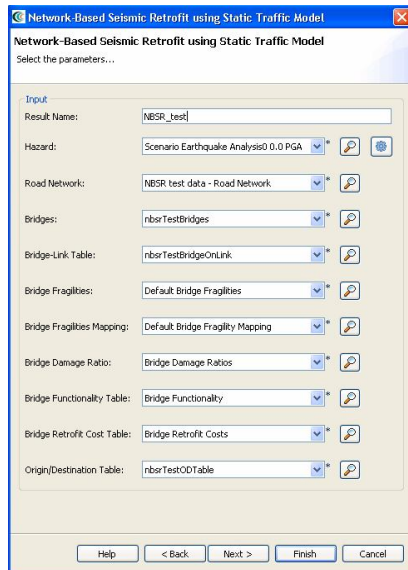 Network-Based Seismic Retrofit using Static Traffic Model
Network-Based Seismic Retrofit using Static Traffic Model
Select the parameters...
Input
Result Name: NBSR_test
Hazard: Scenario Earthquake Analysis0 0.0 PGA *
Road Network: NBSR test data - Road Network *
Bridges: nbsrTestBridges *
Bridge-Link Table: nbsrTestBridgeOnLink *
Bridge Fragilities: Default Bridge Fragilities *
Bridge Fragilities Mapping: Default Bridge Fragility Mapping *
Bridge Damage Ratio: Bridge Damage Ratios *
Bridge Functionality Table: Bridge Functionality *
Bridge Retrofit Cost Table: Bridge Retrofit Costs *
Origin/Destination Table: nbsrTestODTable *
Help < Back Next > Finish Cancel